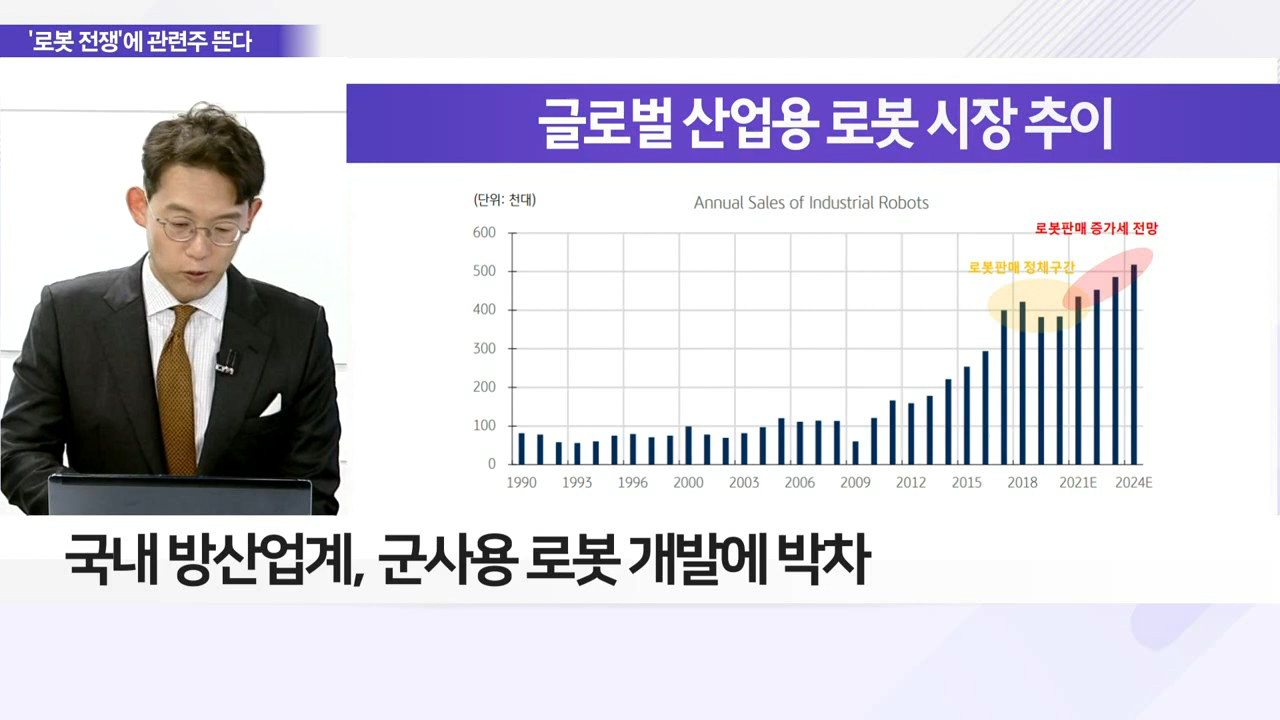 '로봇 전쟁'에 관련주 뜬다
글로벌 산업용 로봇 시장 추이
(단위: 천대)
Annual Sales of Industrial Robots
로봇판매 증가세 전망
로봇판매 정체구간
600
500
400
300
200
100
0
1990 1993 1996 2000 2003 2006 2009 2012 2015 2018 2021E 2024E
국내 방산업계, 군사용 로봇 개발에 박차